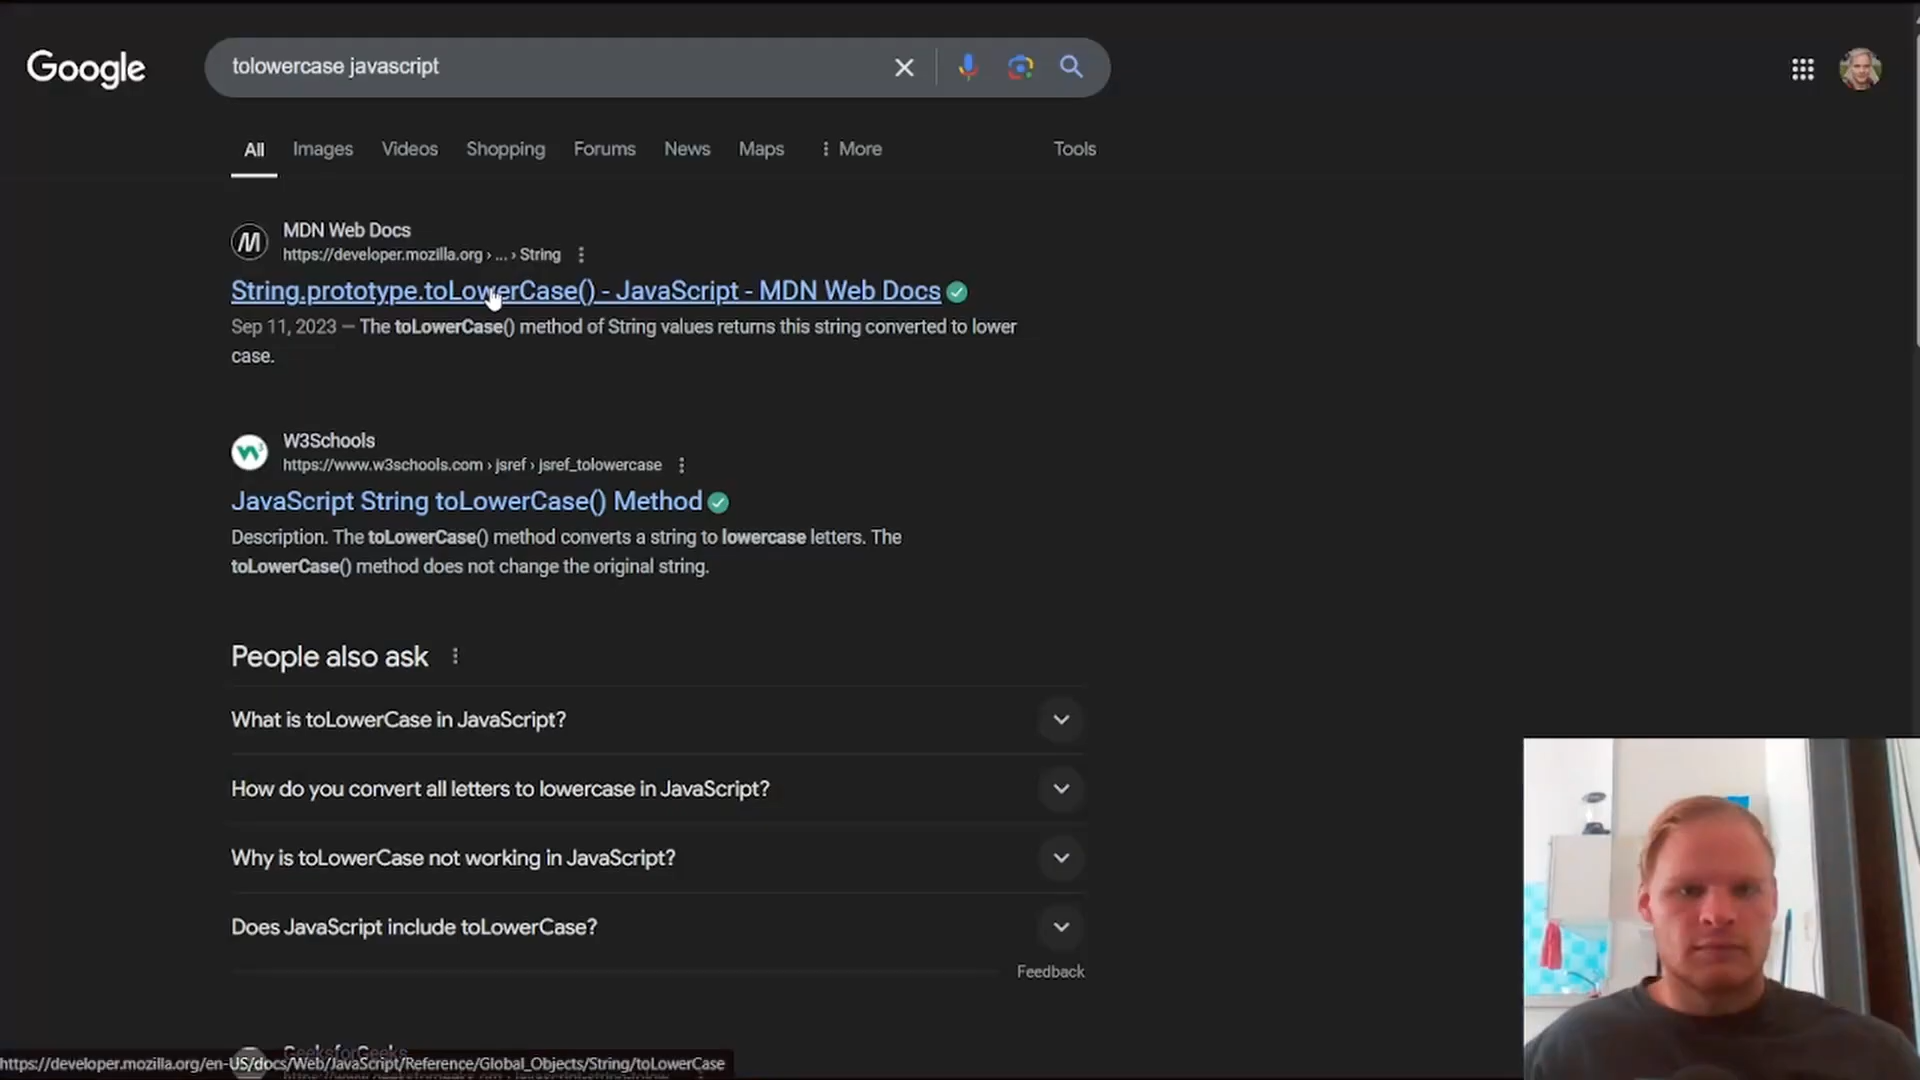 Google
tolowercase javascript
All Images Videos Shopping Forums News Maps More Tools
MDN Web Docs
https://developer.mozilla.org › ... › String
String.prototype.toLowerCase() - JavaScript - MDN Web Docs
Sep 11, 2023 — The toLowerCase() method of String values returns this string converted to lower
case.
W3Schools
https://www.w3schools.com › jsref › jsref_tolowercase
JavaScript String toLowerCase() Method
Description. The toLowerCase() method converts a string to lowercase letters. The
toLowerCase() method does not change the original string.
People also ask
What is toLowerCase in JavaScript?
How do you convert all letters to lowercase in JavaScript?
Why is toLowerCase not working in JavaScript?
Does JavaScript include toLowerCase?
Feedback
GeeksforGeeks
https://developer.mozilla.org/en-US/docs/Web/JavaScript/Reference/Global_Objects/String/toLowerCase